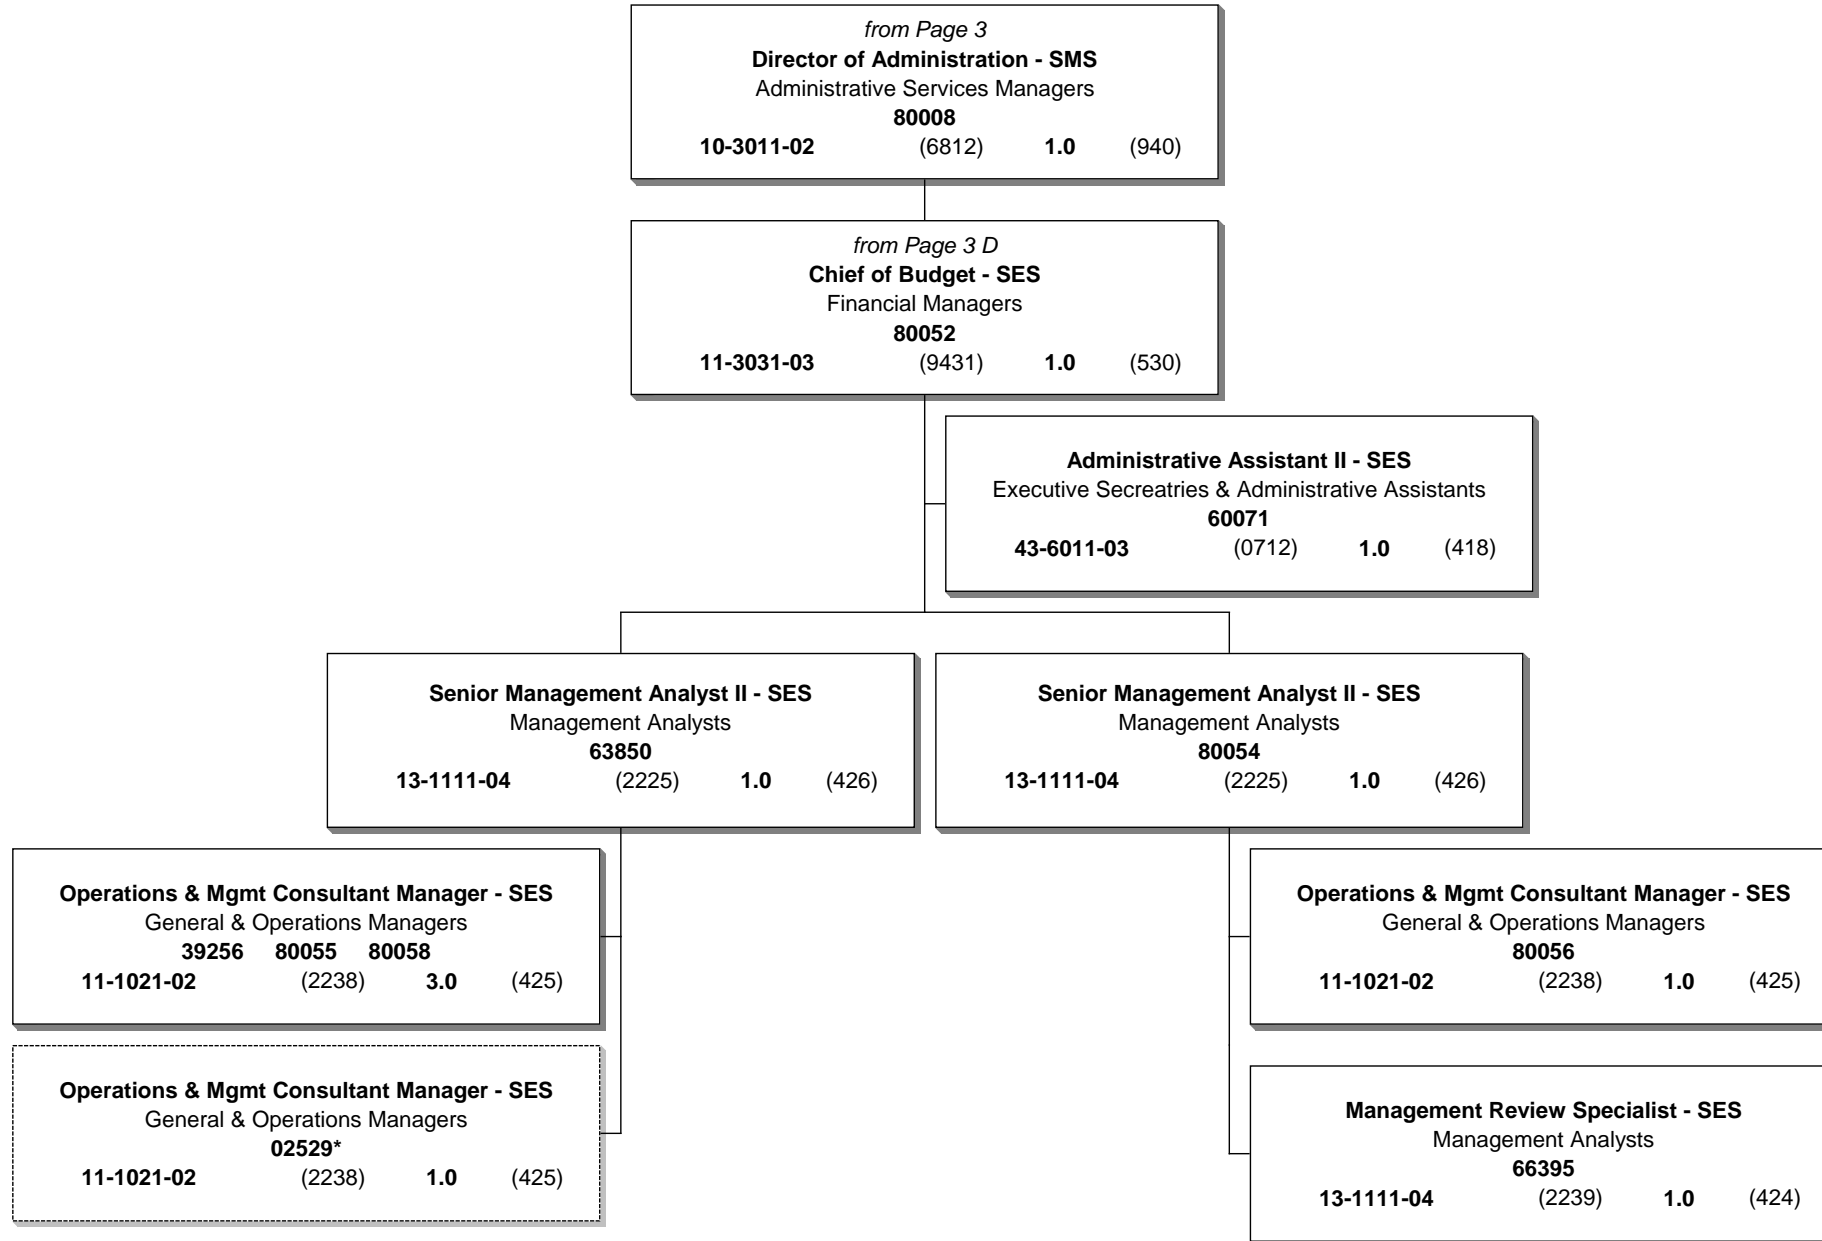 from Page 3
Director of Administration - SMS
Administrative Services Managers
80008
10-3011-02 (6812) 1.0 (940)
from Page 3 D
Chief of Budget - SES
Financial Managers
80052
11-3031-03 (9431) 1.0 (530)
Administrative Assistant II - SES
Executive Secreatries & Administrative Assistants
60071
43-6011-03 (0712) 1.0 (418)
Senior Management Analyst II - SES
Management Analysts
63850
13-1111-04 (2225) 1.0 (426)
Senior Management Analyst II - SES
Management Analysts
80054
13-1111-04 (2225) 1.0 (426)
Operations & Mgmt Consultant Manager - SES
General & Operations Managers
39256 80055 80058
11-1021-02 (2238) 3.0 (425)
Operations & Mgmt Consultant Manager - SES
General & Operations Managers
80056
11-1021-02 (2238) 1.0 (425)
Operations & Mgmt Consultant Manager - SES
General & Operations Managers
02529*
11-1021-02 (2238) 1.0 (425)
Management Review Specialist - SES
Management Analysts
66395
13-1111-04 (2239) 1.0 (424)